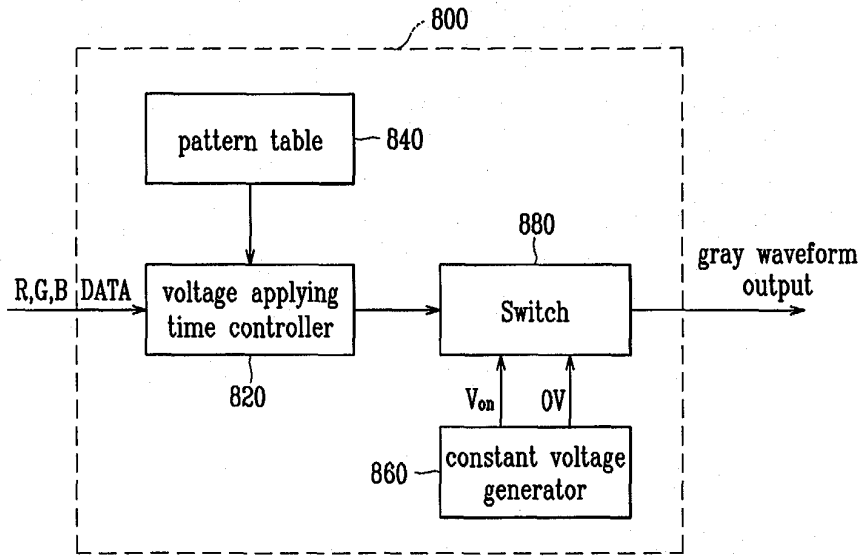 800
pattern table
840
880
gray waveform
output
R,G,B DATA
voltage applying
time controller
Switch
820
Von
0V
860
constant voltage
generator